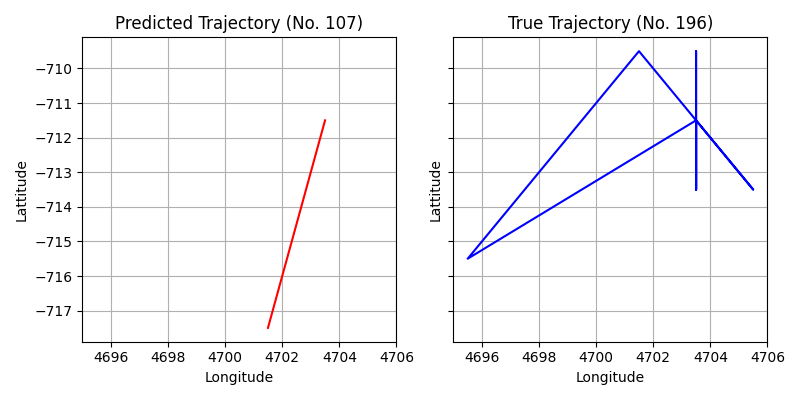 Predicted Trajectory (No. 107)
True Trajectory (No. 196)
−710
−711
−712
−713
−714
−715
−716
−717
Lattitude
Lattitude
4696 4698 4700 4702 4704 4706
4696 4698 4700 4702 4704 4706
Longitude
Longitude